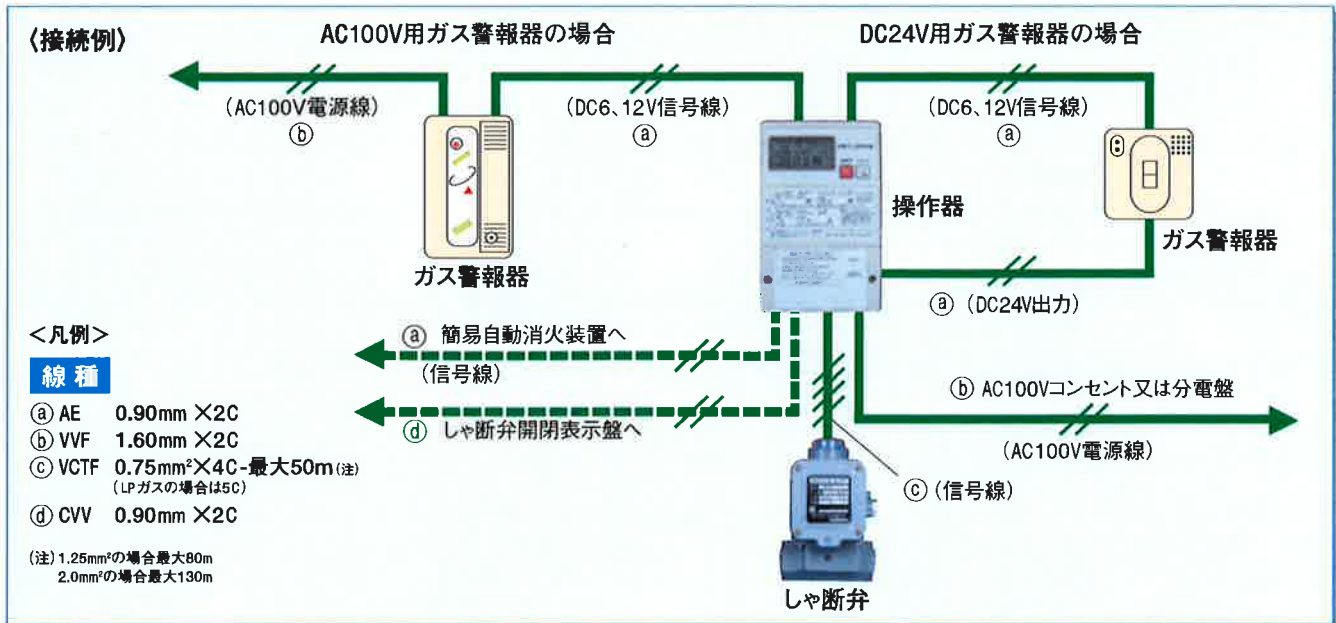 〈接続例〉
AC100V用ガス警報器の場合
DC24V用ガス警報器の場合
(AC100V電源線)
ⓑ
(DC6、12V信号線)
ⓐ
(DC6、12V信号線)
ⓐ
操作器
ガス警報器
ガス警報器
ⓐ (DC24V出力)
ⓐ 簡易自動消火装置へ
(信号線)
ⓓ しゃ断弁開閉表示盤へ
ⓑ AC100Vコンセント又は分電盤
(AC100V電源線)
ⓒ (信号線)
しゃ断弁
<凡例>
線種
ⓐ AE 0.90mm ×2C
ⓑ VVF 1.60mm ×2C
ⓒ VCTF 0.75mm²×4C-最大50m(注)
(LPガスの場合は5C)
ⓓ CVV 0.90mm ×2C
(注) 1.25mm²の場合最大80m
2.0mm²の場合最大130m